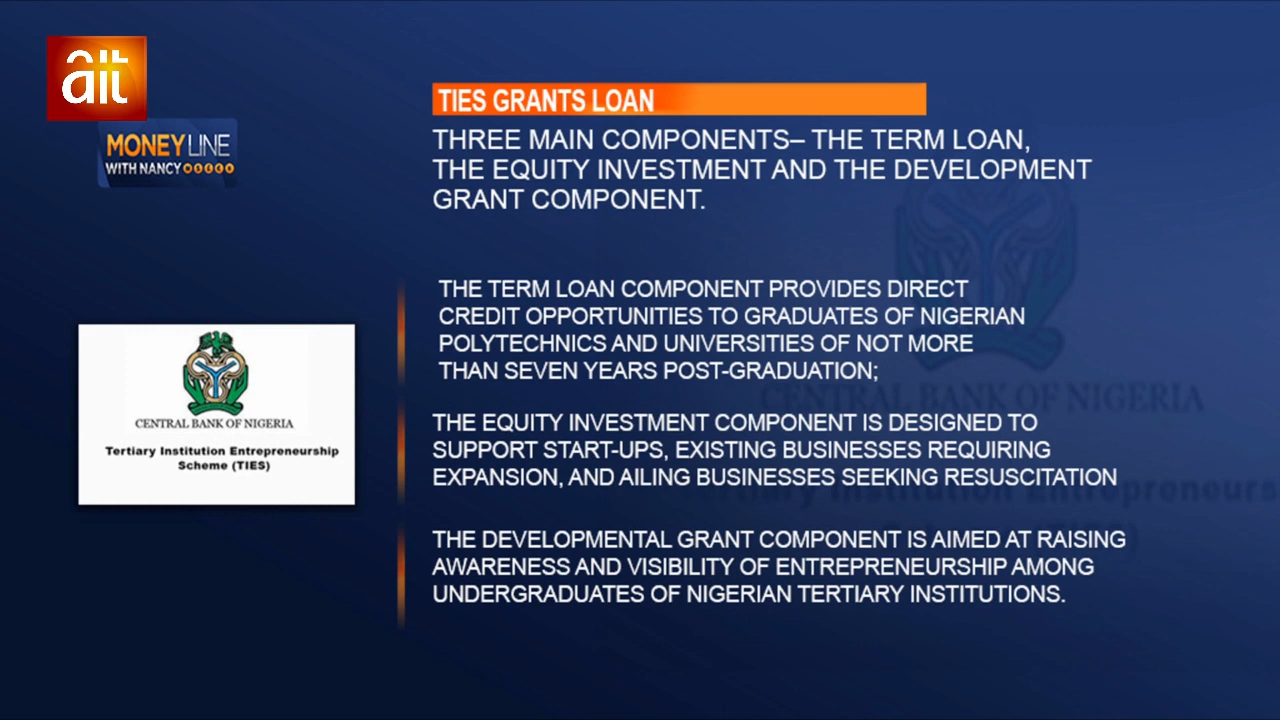 ait
MONEYLINE
WITH NANCY
TIES GRANTS LOAN
THREE MAIN COMPONENTS– THE TERM LOAN,
THE EQUITY INVESTMENT AND THE DEVELOPMENT
GRANT COMPONENT.
THE TERM LOAN COMPONENT PROVIDES DIRECT
CREDIT OPPORTUNITIES TO GRADUATES OF NIGERIAN
POLYTECHNICS AND UNIVERSITIES OF NOT MORE
THAN SEVEN YEARS POST-GRADUATION;
CENTRAL BANK OF NIGERIA
Tertiary Institution Entrepreneurship
Scheme (TIES)
THE EQUITY INVESTMENT COMPONENT IS DESIGNED TO
SUPPORT START-UPS, EXISTING BUSINESSES REQUIRING
EXPANSION, AND AILING BUSINESSES SEEKING RESUSCITATION
THE DEVELOPMENTAL GRANT COMPONENT IS AIMED AT RAISING
AWARENESS AND VISIBILITY OF ENTREPRENEURSHIP AMONG
UNDERGRADUATES OF NIGERIAN TERTIARY INSTITUTIONS.